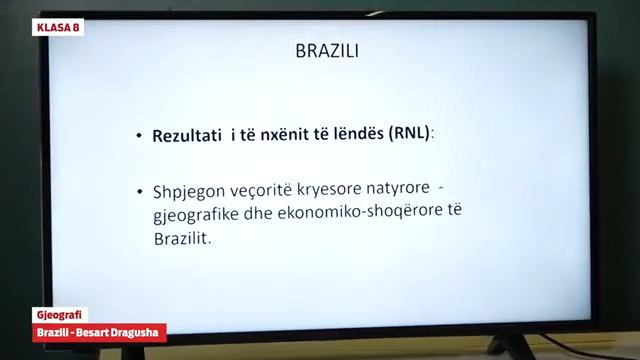 KLASA 8
BRAZILI
• Rezultati i të nxënit të lëndës (RNL):
• Shpjegon veçoritë kryesore natyrore -
gjeografike dhe ekonomiko-shoqërore të
Brazilit.
Gjeografi
Brazili - Besart Dragusha